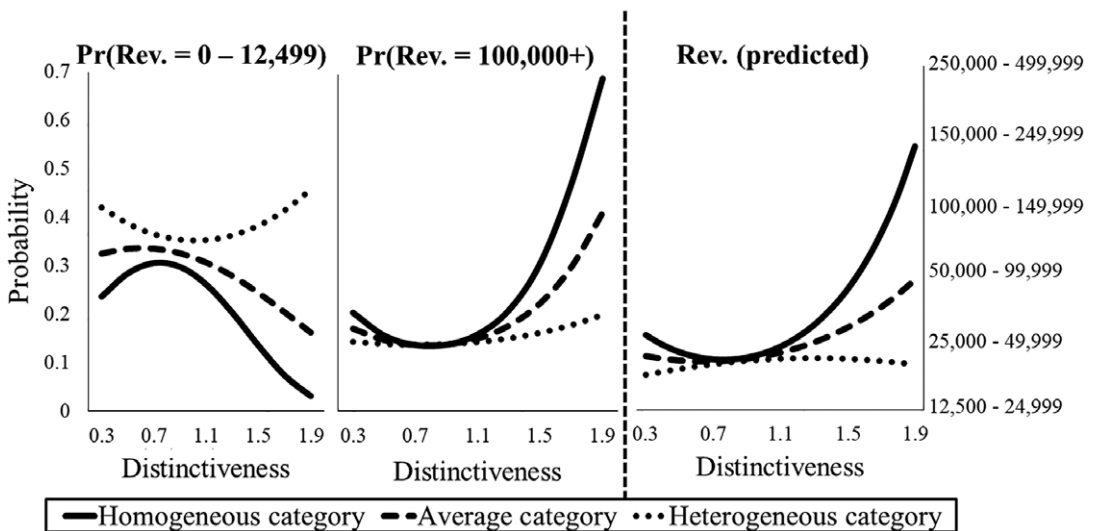 Pr(Rev. = 0 – 12,499)
Pr(Rev. = 100,000+)
Rev. (predicted)
Probability
0.7
0.6
0.5
0.4
0.3
0.2
0.1
0
250,000 - 499,999
150,000 - 249,999
100,000 - 149,999
50,000 - 99,999
25,000 - 49,999
12,500 - 24,999
0.3 0.7 1.1 1.5 1.9
0.3 0.7 1.1 1.5 1.9
0.3 0.7 1.1 1.5 1.9
Distinctiveness
Distinctiveness
Distinctiveness
Homogeneous category
Average category
Heterogeneous category